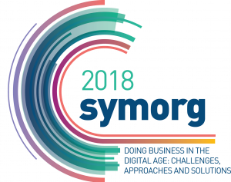 2018
symorg
DOING BUSINESS IN THE
DIGITAL AGE: CHALLENGES,
APPROACHES AND SOLUTIONS